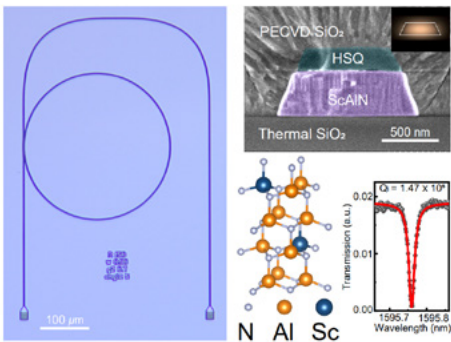 100 μm
PECVD-SiO₂
HSQ
ScAlN
Thermal SiO₂
500 nm
N Al Sc
Qᵢ = 1.47 x 10⁶
0.02
0.01
0
Transmission (a.u.)
1595.7 1595.8
Wavelength (nm)